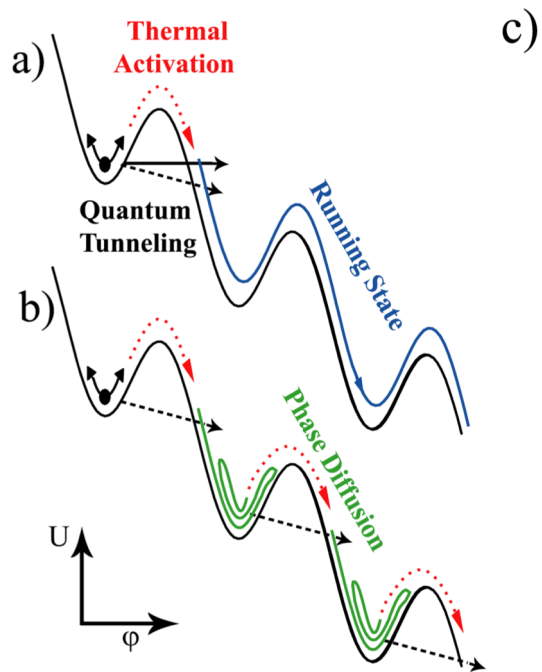 a)
Thermal
Activation
c)
Quantum
Tunneling
Running State
b)
Phase Diffusion
U
φ